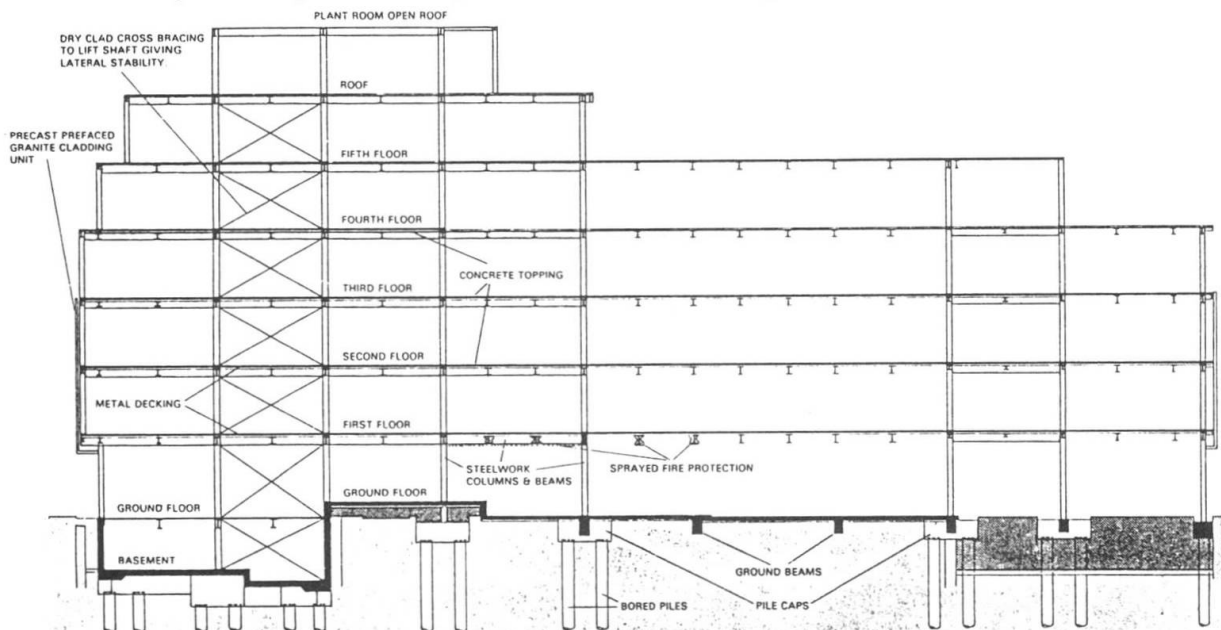 PLANT ROOM OPEN ROOF
DRY CLAD CROSS BRACING
TO LIFT SHAFT GIVING
LATERAL STABILITY
ROOF
PRECAST PREFACED
GRANITE CLADDING
UNIT
FIFTH FLOOR
FOURTH FLOOR
CONCRETE TOPPING
THIRD FLOOR
SECOND FLOOR
METAL DECKING
FIRST FLOOR
STEELWORK
COLUMNS & BEAMS
SPRAYED FIRE PROTECTION
GROUND FLOOR
GROUND FLOOR
BASEMENT
GROUND BEAMS
BORED PILES
PILE CAPS